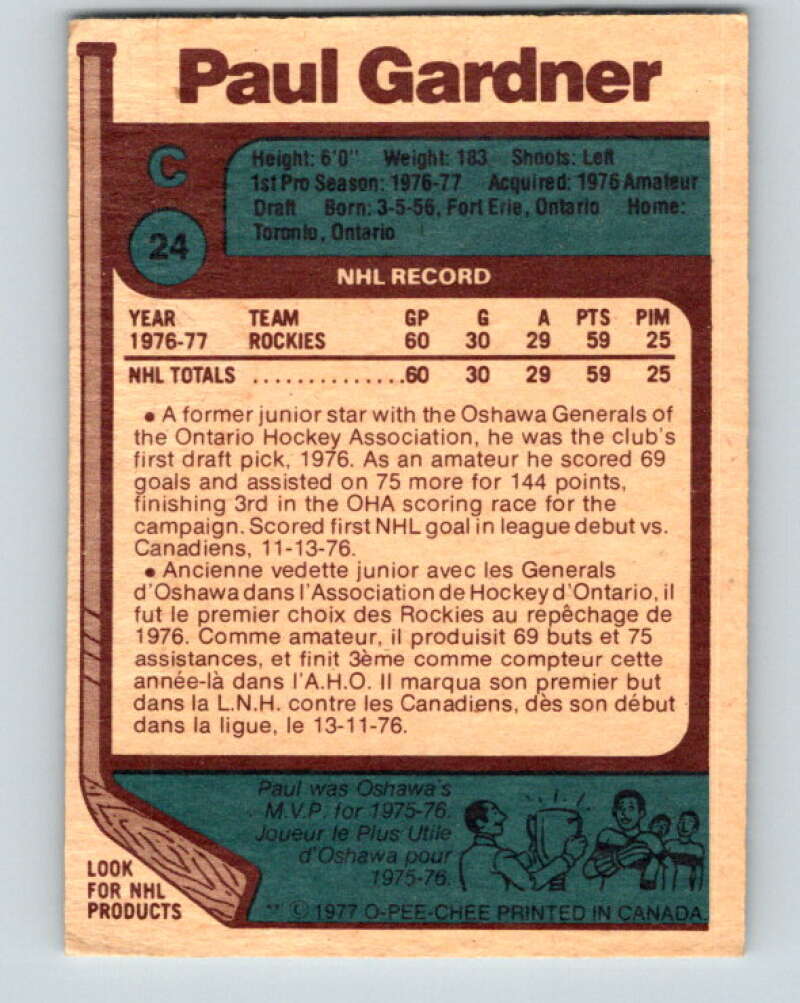 Paul Gardner
C
24
Height: 6'0" Weight: 183 Shoots: Left
1st Pro Season: 1976-77 Acquired: 1976 Amateur
Draft Born: 3-5-56, Fort Erie, Ontario Home:
Toronto, Ontario
NHL RECORD
YEAR TEAM GP G A PTS PIM
1976-77 ROCKIES 60 30 29 59 25
NHL TOTALS ..............60 30 29 59 25
• A former junior star with the Oshawa Generals of
the Ontario Hockey Association, he was the club's
first draft pick, 1976. As an amateur he scored 69
goals and assisted on 75 more for 144 points,
finishing 3rd in the OHA scoring race for the
campaign. Scored first NHL goal in league debut vs.
Canadiens, 11-13-76.
• Ancienne vedette junior avec les Generals
d'Oshawa dans l'Association de Hockey d'Ontario, il
fut le premier choix des Rockies au repêchage de
1976. Comme amateur, il produisit 69 buts et 75
assistances, et finit 3ème comme compteur cette
année-là dans l'A.H.O. Il marqua son premier but
dans la L.N.H. contre les Canadiens, dès son début
dans la ligue, le 13-11-76.
Paul was Oshawa's
M.V.P. for 1975-76.
Joueur le Plus Utile
d'Oshawa pour
1975-76.
LOOK
FOR NHL
PRODUCTS
** © 1977 O-PEE-CHEE PRINTED IN CANADA.